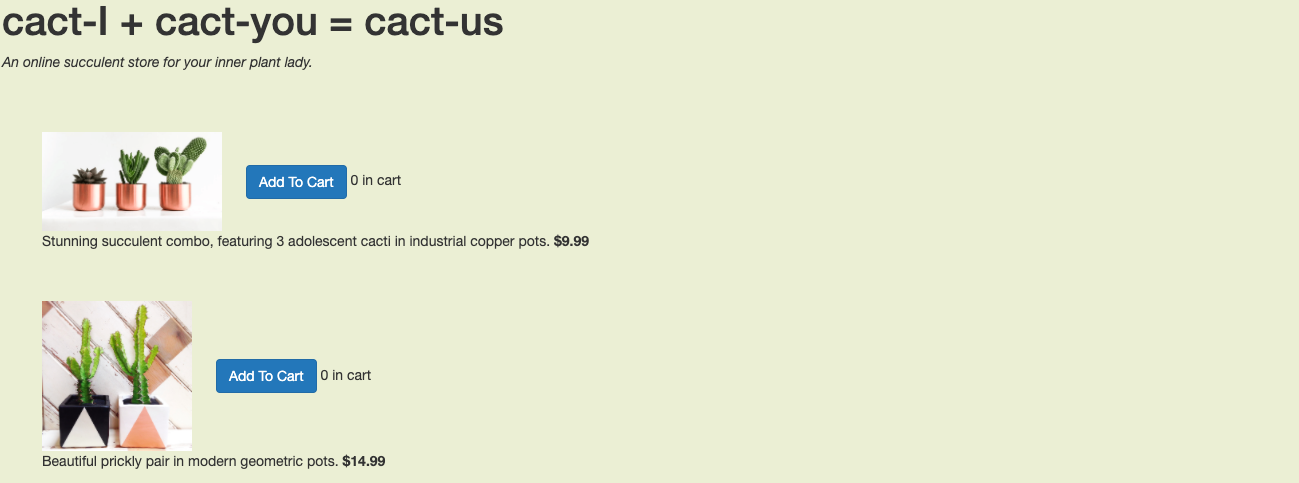 cact-I + cact-you = cact-us
An online succulent store for your inner plant lady.
Add To Cart 0 in cart
Stunning succulent combo, featuring 3 adolescent cacti in industrial copper pots. $9.99
Add To Cart 0 in cart
Beautiful prickly pair in modern geometric pots. $14.99